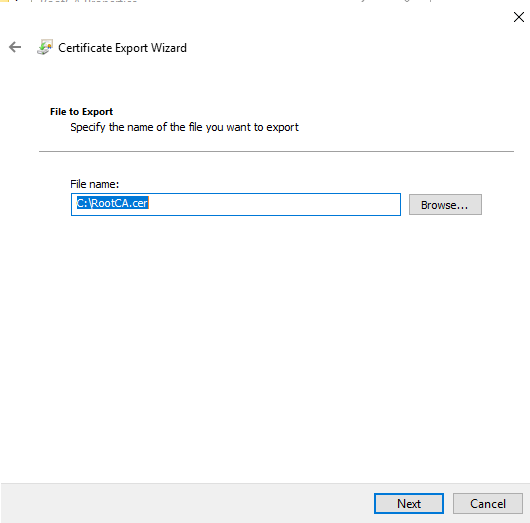 Certificate Export Wizard
File to Export
Specify the name of the file you want to export
File name:
C:\RootCA.cer
Browse...
Next
Cancel